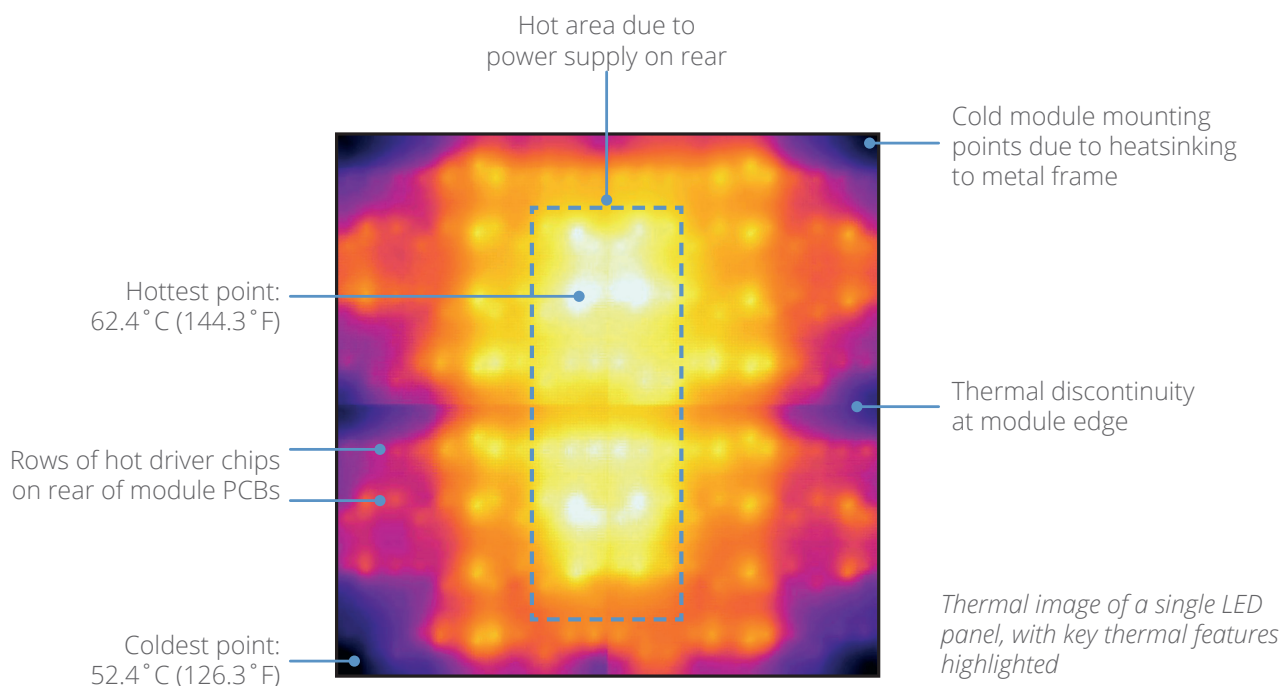 Hot area due to
power supply on rear
Cold module mounting
points due to heatsinking
to metal frame
Hottest point:
62.4˚C (144.3˚F)
Thermal discontinuity
at module edge
Rows of hot driver chips
on rear of module PCBs
Coldest point:
52.4˚C (126.3˚F)
Thermal image of a single LED
panel, with key thermal features
highlighted